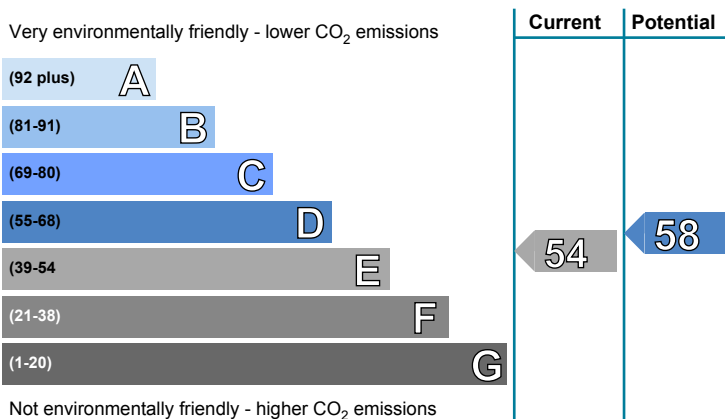 Very environmentally friendly - lower CO2 emissions
Current
Potential
(92 plus) A
(81-91) B
(69-80) C
(55-68) D
(39-54 E
(21-38) F
(1-20) G
54
58
Not environmentally friendly - higher CO2 emissions